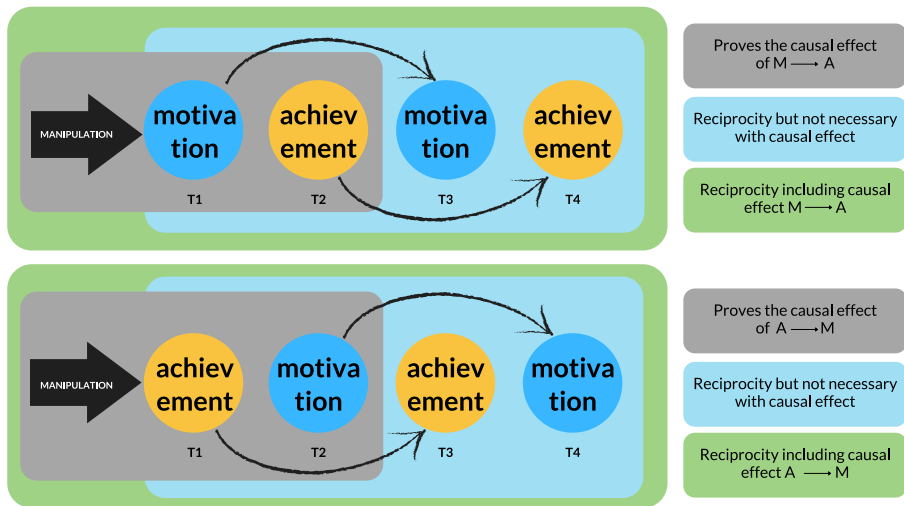 MANIPULATION
motiva
tion
achiev
ement
motiva
tion
achiev
ement
T1
T2
T3
T4
Proves the causal effect
of M ⟶ A
Reciprocity but not necessary
with causal effect
Reciprocity including causal
effect M ⟶ A
MANIPULATION
achiev
ement
motiva
tion
achiev
ement
motiva
tion
T1
T2
T3
T4
Proves the causal effect
of A ⟶ M
Reciprocity but not necessary
with causal effect
Reciprocity including causal
effect A ⟶ M